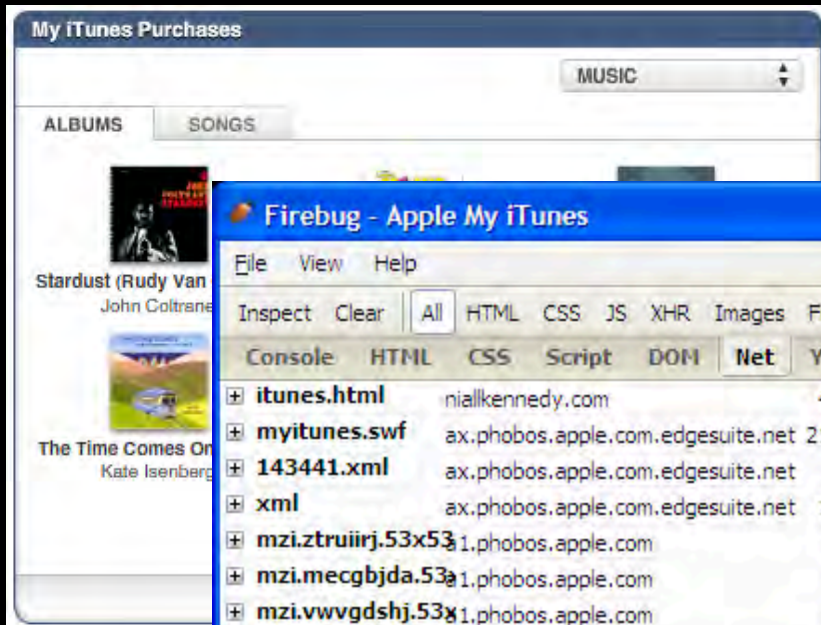 My iTunes Purchases
MUSIC
ALBUMS SONGS
Stardust (Rudy Van
John Coltrane
The Time Comes On
Kate Isenberg
Firebug - Apple My iTunes
File View Help
Inspect Clear All HTML CSS JS XHR Images F
Console HTML CSS Script DOM Net Y
itunes.html niallkennedy.com
myitunes.swf ax.phobos.apple.com.edgesuite.net 2
143441.xml ax.phobos.apple.com.edgesuite.net
xml ax.phobos.apple.com.edgesuite.net
mzi.ztruiirj.53x53 a1.phobos.apple.com
mzi.mecgbjda.53x a1.phobos.apple.com
mzi.vwvgdshj.53x a1.phobos.apple.com